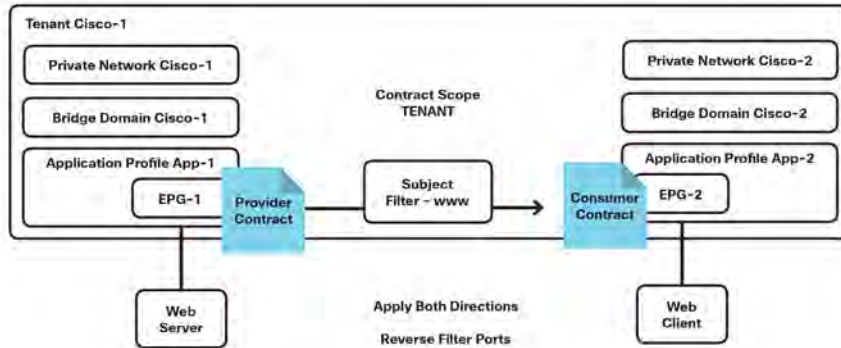 Tenant Cisco-1
Private Network Cisco-1
Bridge Domain Cisco-1
Application Profile App-1
EPG-1
Provider
Contract
Contract Scope
TENANT
Subject
Filter – www
Private Network Cisco-2
Bridge Domain Cisco-2
Application Profile App-2
Consumer
Contract
EPG-2
Web
Server
Apply Both Directions
Reverse Filter Ports
Web
Client